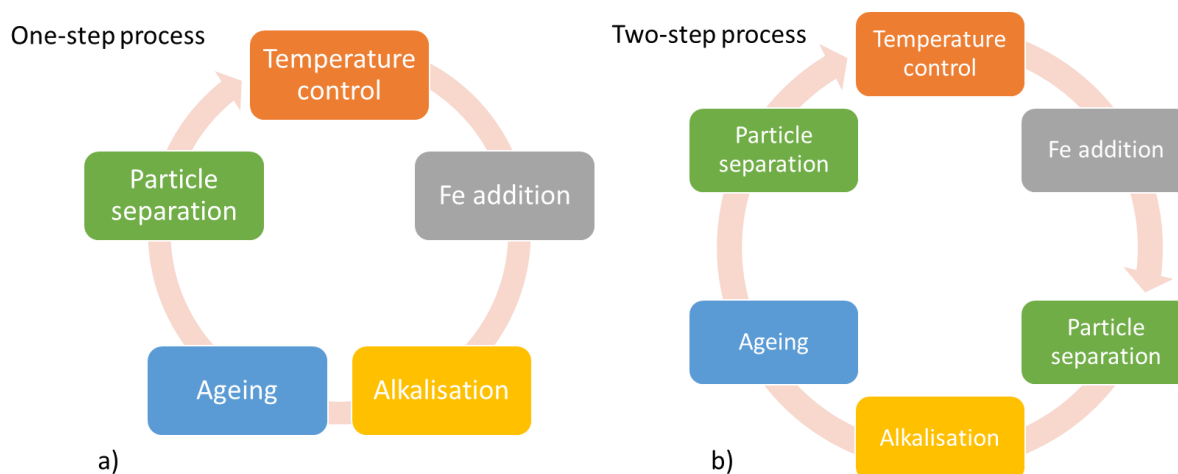 One-step process
Temperature
control
Fe addition
Alkalisation
Ageing
Particle
separation
a)
Two-step process
Temperature
control
Fe addition
Particle
separation
Alkalisation
Ageing
Particle
separation
b)